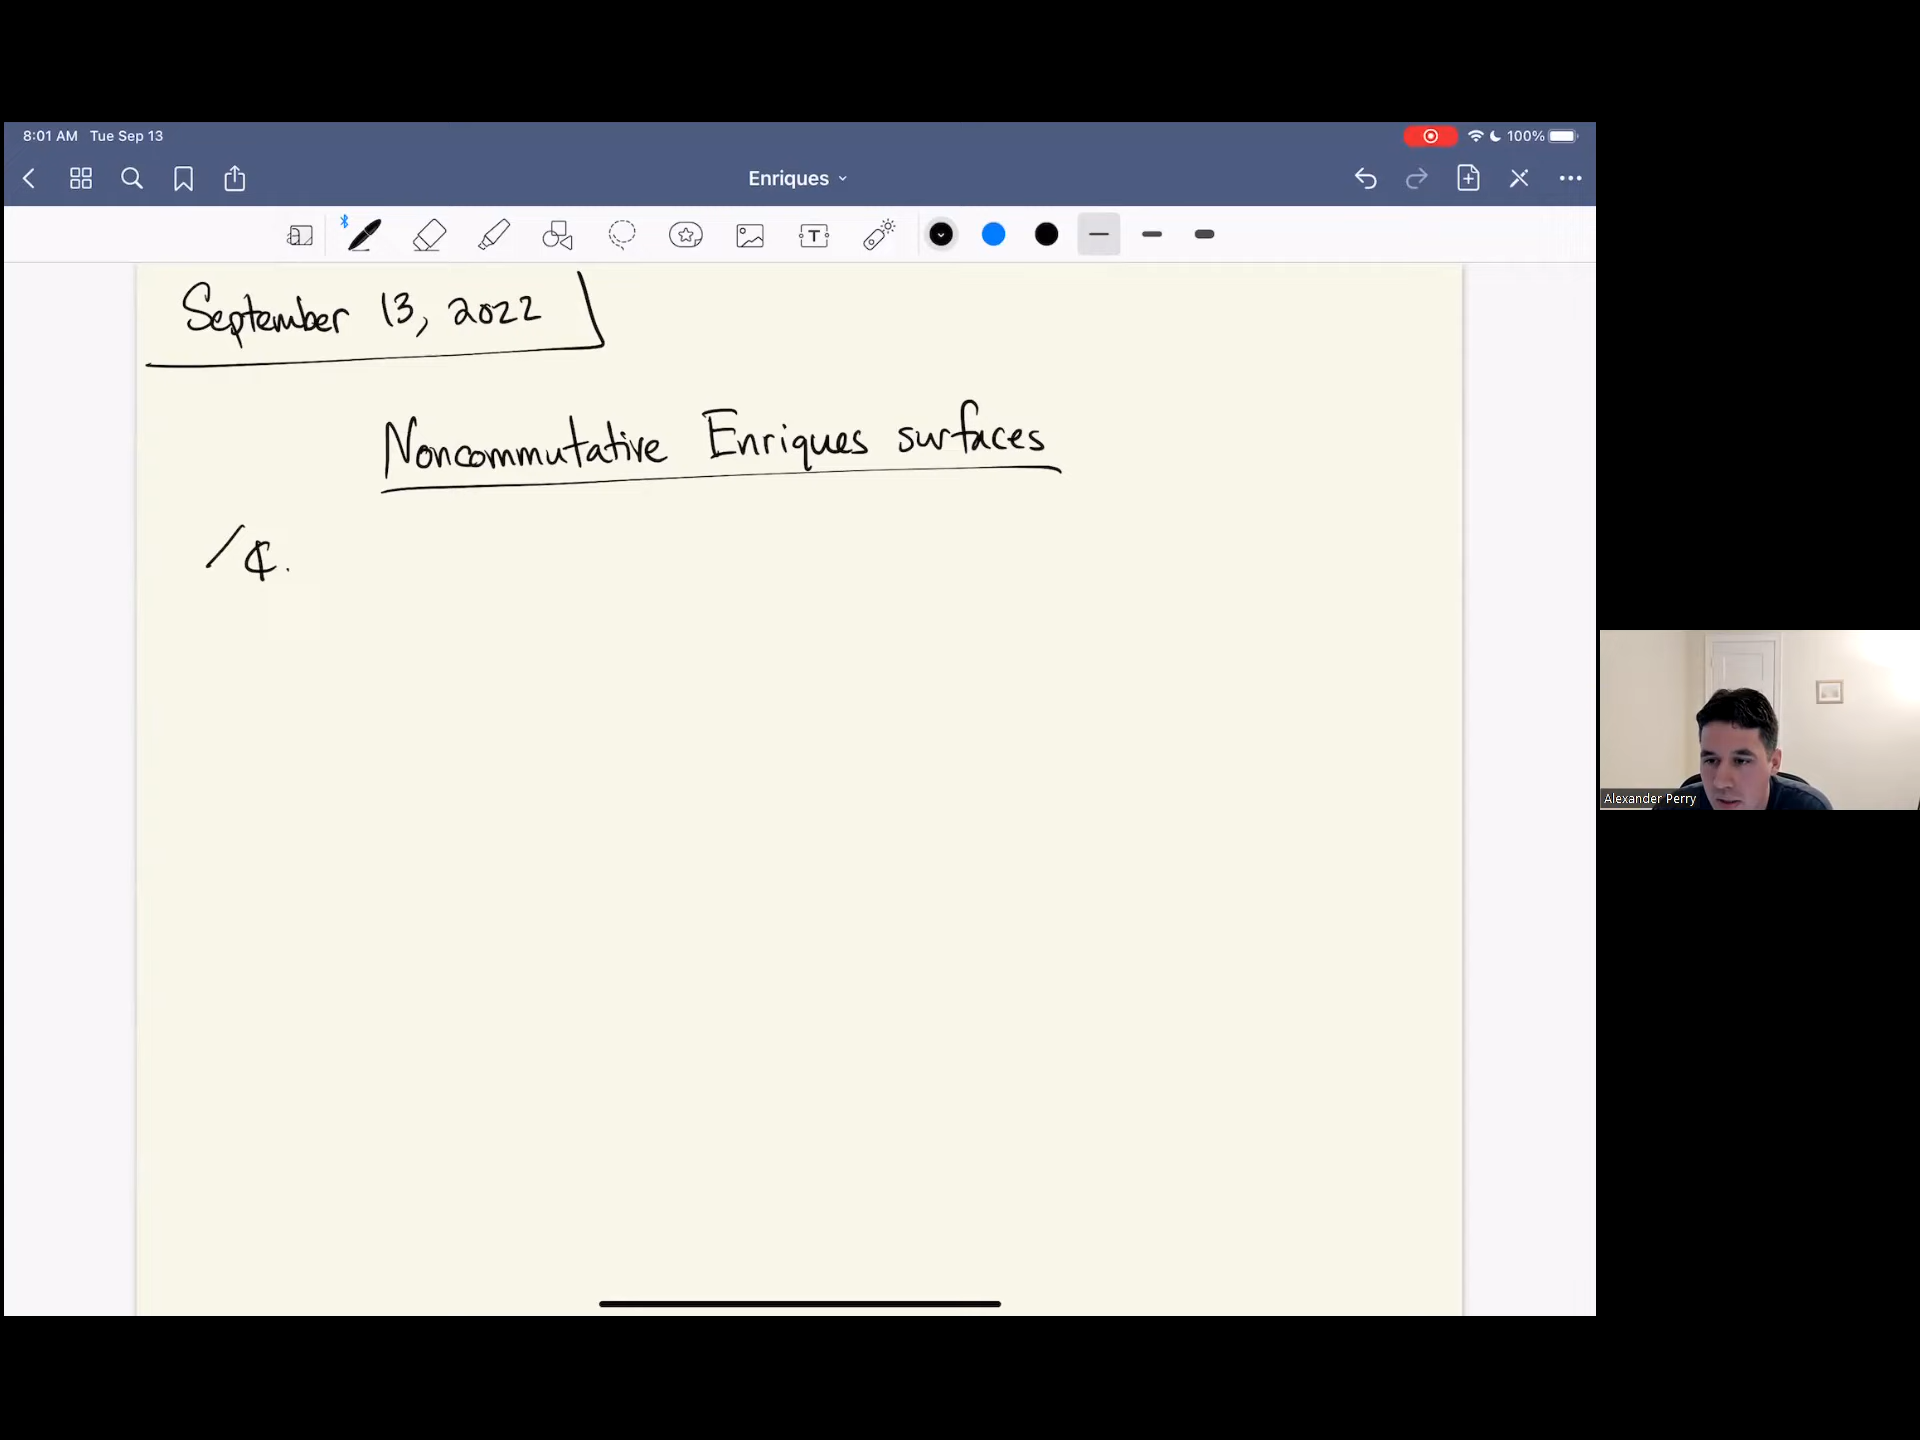 8:01 AM Tue Sep 13
100%
Enriques
September 13, 2022
Noncommutative Enriques surfaces
/ℂ.
Alexander Perry